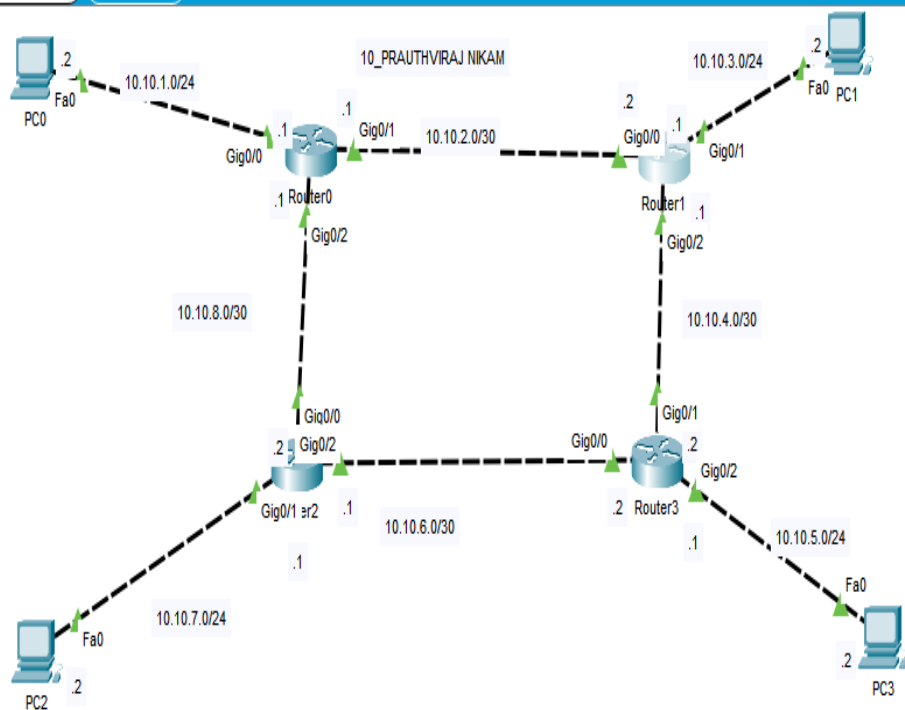 10_PRAUTHVIRAJ NIKAM
.2
10.10.1.0/24
Fa0
PC0
.1
Gig0/0
.1
Gig0/1
Router0
.1
Gig0/2
10.10.2.0/30
.2
Gig0/0
.1
Gig0/1
Router1
.1
Gig0/2
10.10.3.0/24
.2
Fa0
PC1
10.10.8.0/30
10.10.4.0/30
Gig0/0
.2
Gig0/2
Gig0/1
er2
.1
.1
10.10.6.0/30
Gig0/1
Gig0/0
.2
Gig0/2
.2
Router3
.1
10.10.5.0/24
Fa0
.2
PC3
10.10.7.0/24
Fa0
.2
PC2